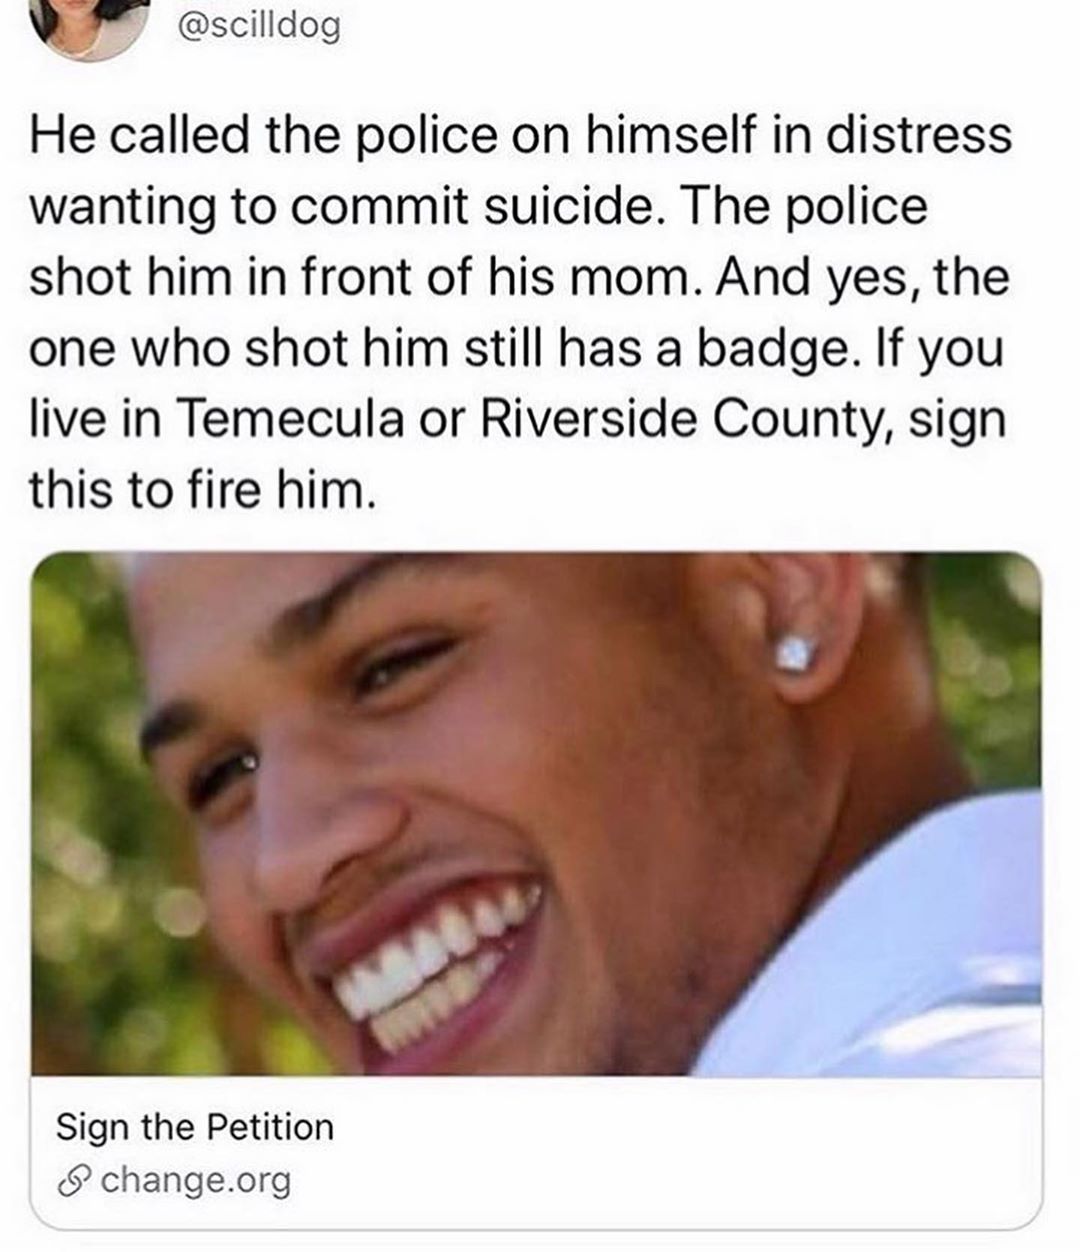 @scilldog
He called the police on himself in distress
wanting to commit suicide. The police
shot him in front of his mom. And yes, the
one who shot him still has a badge. If you
live in Temecula or Riverside County, sign
this to fire him.
Sign the Petition
change.org